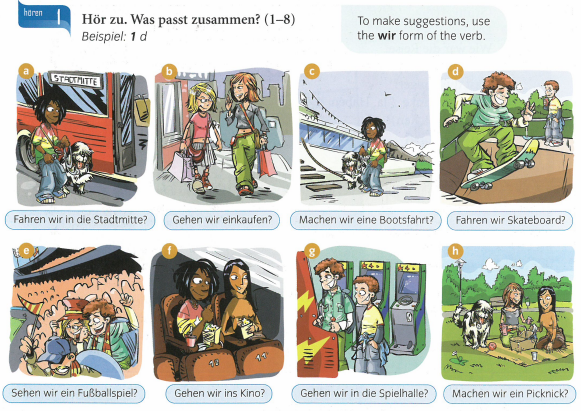 hören 1
Hör zu. Was passt zusammen? (1–8)
Beispiel: 1 d
To make suggestions, use
the wir form of the verb.
a
b
c
d
STADTMITTE
Fahren wir in die Stadtmitte?
Gehen wir einkaufen?
Machen wir eine Bootsfahrt?
Fahren wir Skateboard?
e
f
g
h
10
11
Sehen wir ein Fußballspiel?
Gehen wir ins Kino?
Gehen wir in die Spielhalle?
Machen wir ein Picknick?